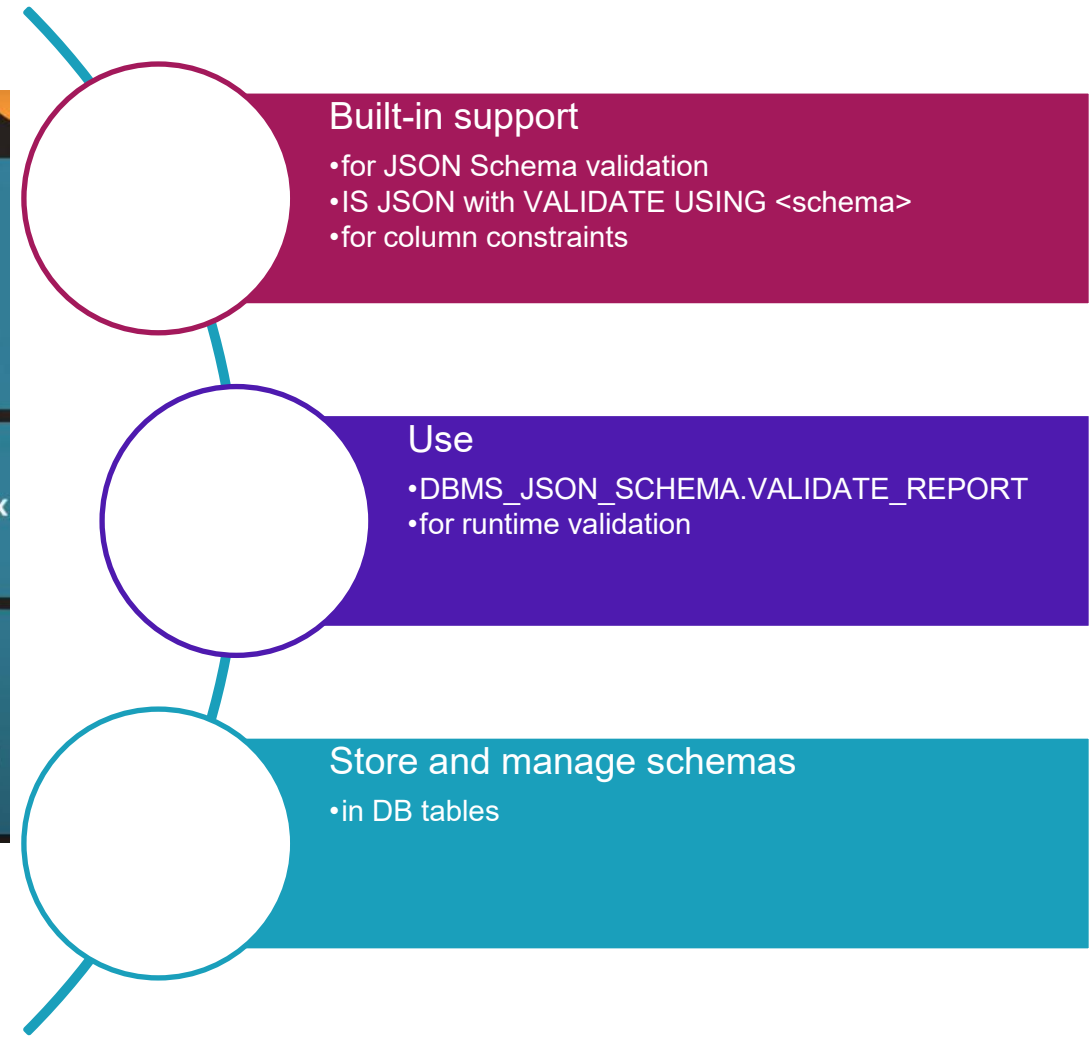 Built-in support
•for JSON Schema validation
•IS JSON with VALIDATE USING <schema>
•for column constraints
x
Use
•DBMS_JSON_SCHEMA.VALIDATE_REPORT
•for runtime validation
Store and manage schemas
•in DB tables